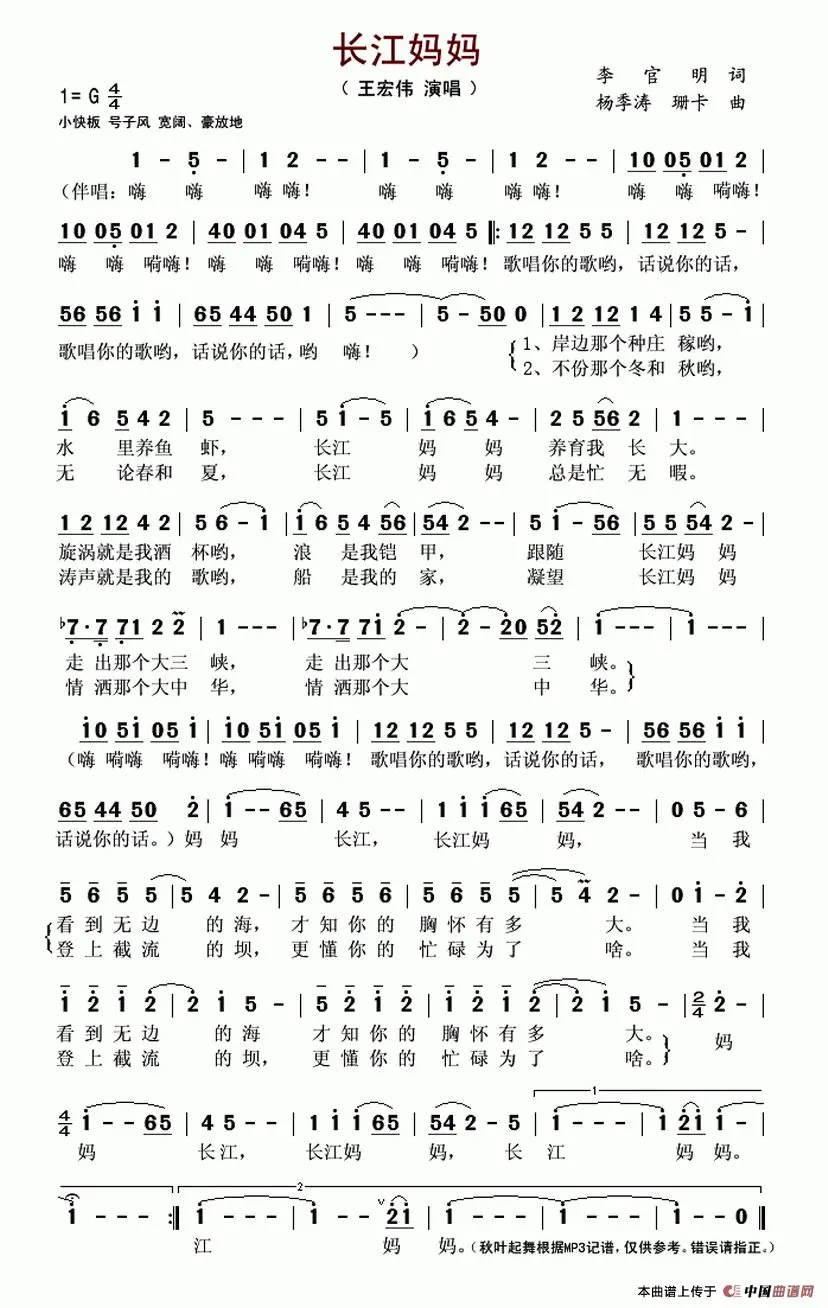 长江妈妈
（ 王宏伟 演唱 ）
李 官 明 词
杨季涛 珊卡 曲
1= G 4/4
小快板 号子风 宽阔、豪放地
1 - 5 - | 1 2 - - | 1 - 5 - | 1 2 - - | 10 05 01 2 |
（伴唱：嗨 嗨 嗨 嗨！ 嗨 嗨 嗨 嗨！ 嗨 嗨 嗬嗨！
10 05 01 2 | 40 01 04 5 | 40 01 04 5 |: 12 12 5 5 | 12 12 5 - |
嗨 嗨 嗬嗨！嗨 嗨 嗬嗨！嗨 嗨 嗬嗨！歌唱你的歌哟，话说你的话，
56 56 i i | 65 44 50 1 | 5 - - - | 5 - 50 0 | 1 2 12 1 4 | 5 5 - i |
歌唱你的歌哟，话说你的话，哟 嗨！ ）
1、岸边那个种庄 稼哟，
2、不份那个冬和 秋哟，
i 6 5 4 2 | 5 - - - | 5 i - 5 | i 6 5 4 - | 2 5 56 2 | 1 - - - |
水 里养鱼 虾， 长江 妈 妈 养育我 长 大。
无 论春和 夏， 长江 妈 妈 总是忙 无 暇。
1 2 12 4 2 | 5 6 - i | i 6 5 4 56 | 54 2 - - | 5 i - 56 | 5 5 54 2 - |
旋涡就是我酒 杯哟， 浪 是我铠 甲， 跟随 长江妈 妈
涛声就是我的 歌哟， 船 是我的 家， 凝望 长江妈 妈
♭7·7 71 2 2 | 1 - - - | ♭7·7 7i 2 - | 2 - 20 52 | i - - - | i - - - |
走 出那个大三 峡， 走 出那个大 三 峡。
情 洒那个大中 华， 情 洒那个大 中 华。
i0 5i 05 i | i0 5i 05 i | 12 12 5 5 | 12 12 5 - | 56 56 i i |
（嗨 嗬嗨 嗬嗨！嗨 嗬嗨 嗬嗨！歌唱你的歌哟，话说你的话， 歌唱你的歌哟，
65 44 50 2 | i - - 65 | 4 5 - - | 1 i i 65 | 54 2 - - | 0 5 - 6 |
话说你的话。）妈 妈 长江， 长江妈 妈， 当 我
5 6 5 5 | 5 4 2 - | 5 6 5 5 | 5 6 5 5 | 5 4 2 - | 0 i - 2 |
看 到 无 边 的 海， 才 知 你 的 胸 怀 有 多 大。 当 我
登 上 截 流 的 坝， 更 懂 你 的 忙 碌 为 了 啥。 当 我
i 2 i 2 | 2 i 5 - | 5 2 i 2 | i 2 i 2 | 2 i 5 - | 2/4 2 - |
看 到 无 边 的 海 才 知 你 的 胸 怀 有 多 大。 妈
登 上 截 流 的 坝， 更 懂 你 的 忙 碌 为 了 啥。
1
4/4 i - - 65 | 4 5 - - | 1 i i 65 | 54 2 - 5 | i - - - | i - 2i i - |
妈 长江， 长江妈 妈， 长 江 妈 妈。
2
i - - - :| i - - - | i - - 2i | i - - - | i - - - | i - - 0 |
江 妈 妈。（秋叶起舞根据MP3记谱，仅供参考。错误请指正。）
本曲谱上传于 中国曲谱网